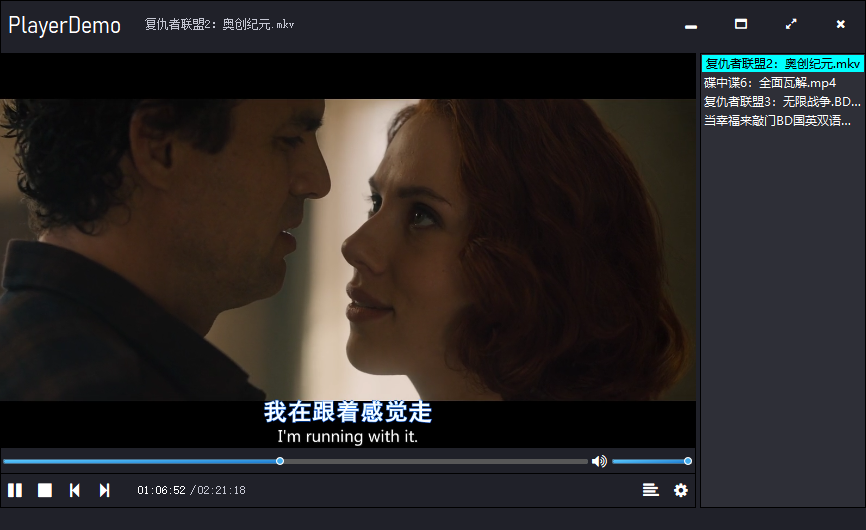 PlayerDemo
复仇者联盟2：奥创纪元.mkv
复仇者联盟2：奥创纪元.mkv
碟中谍6：全面瓦解.mp4
复仇者联盟3：无限战争.BD...
当幸福来敲门BD国英双语...
我在跟着感觉走
I'm running with it.
01:06:52 /02:21:18